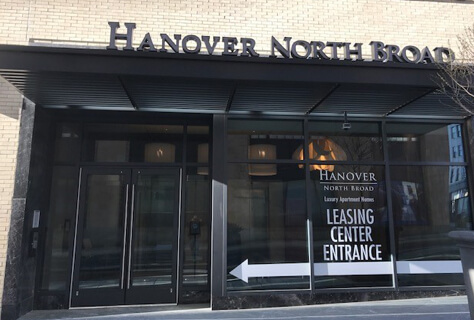 HANOVER NORTH BROAD
HANOVER
NORTH BROAD
Luxury Apartment Homes
LEASING
CENTER
ENTRANCE